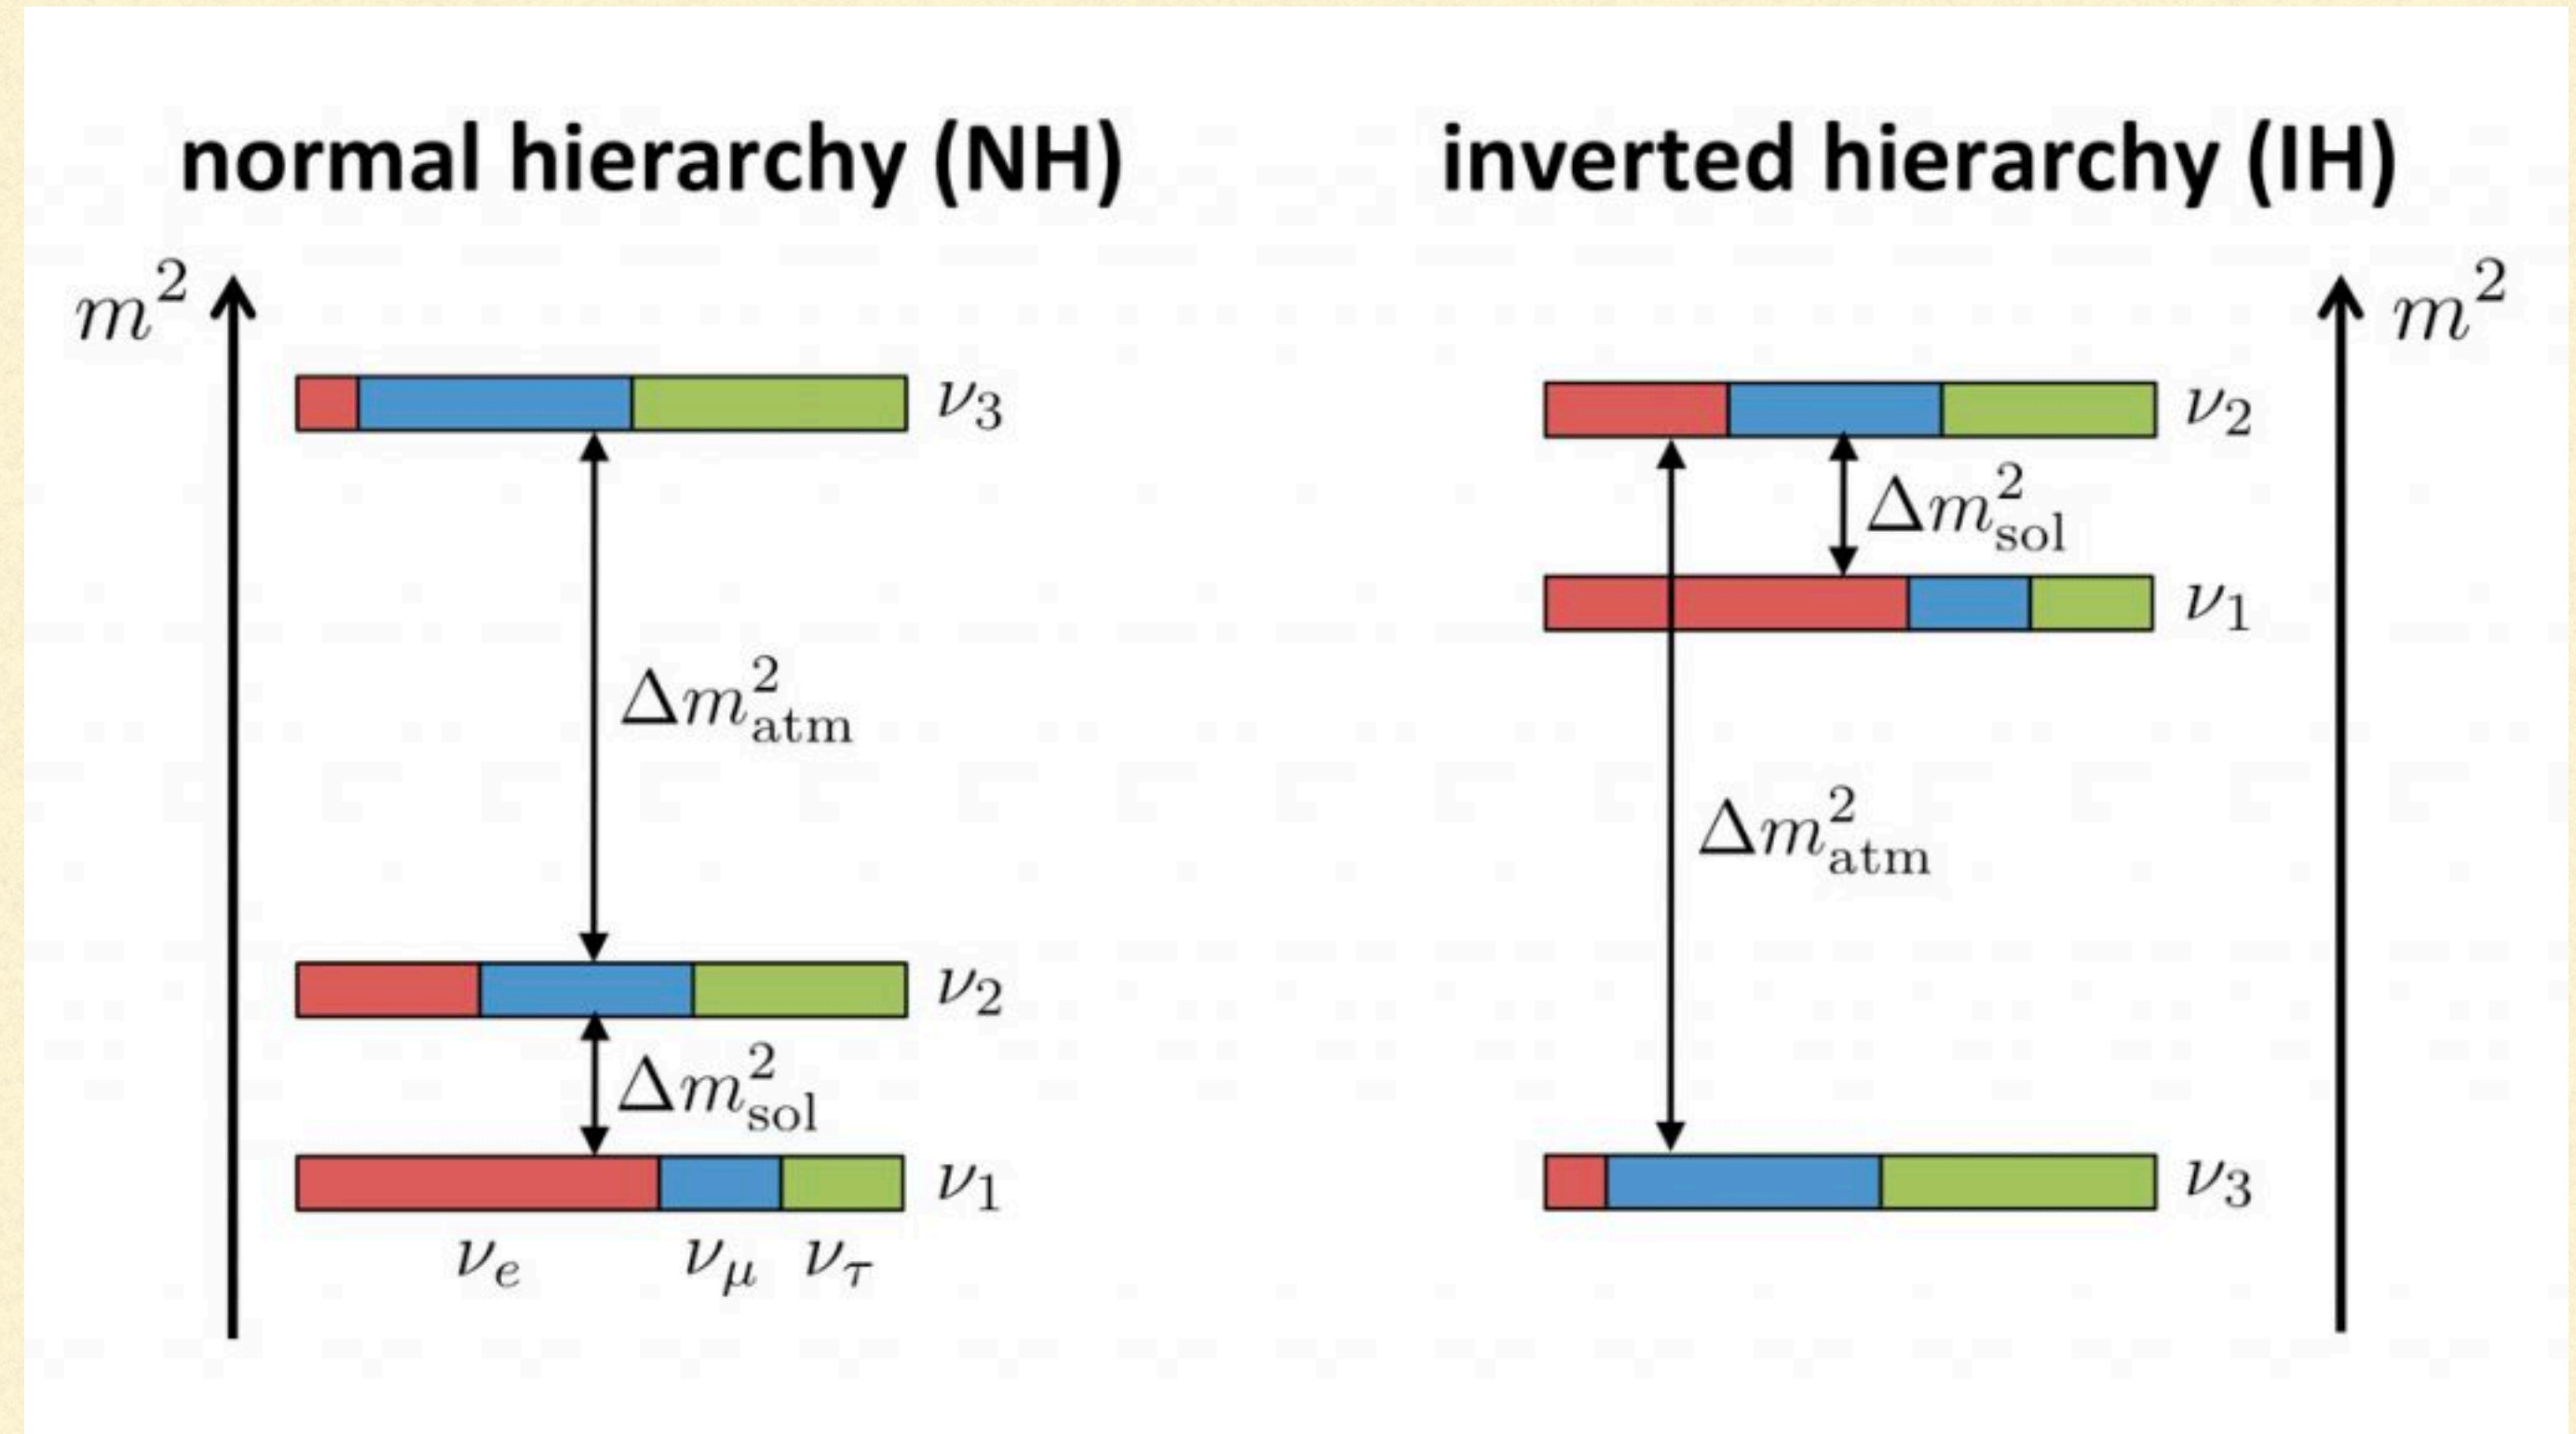 normal hierarchy (NH)
m²
ν₃
Δm²atm
ν₂
Δm²sol
ν₁
νe νμ ντ
inverted hierarchy (IH)
m²
ν₂
Δm²sol
ν₁
Δm²atm
ν₃